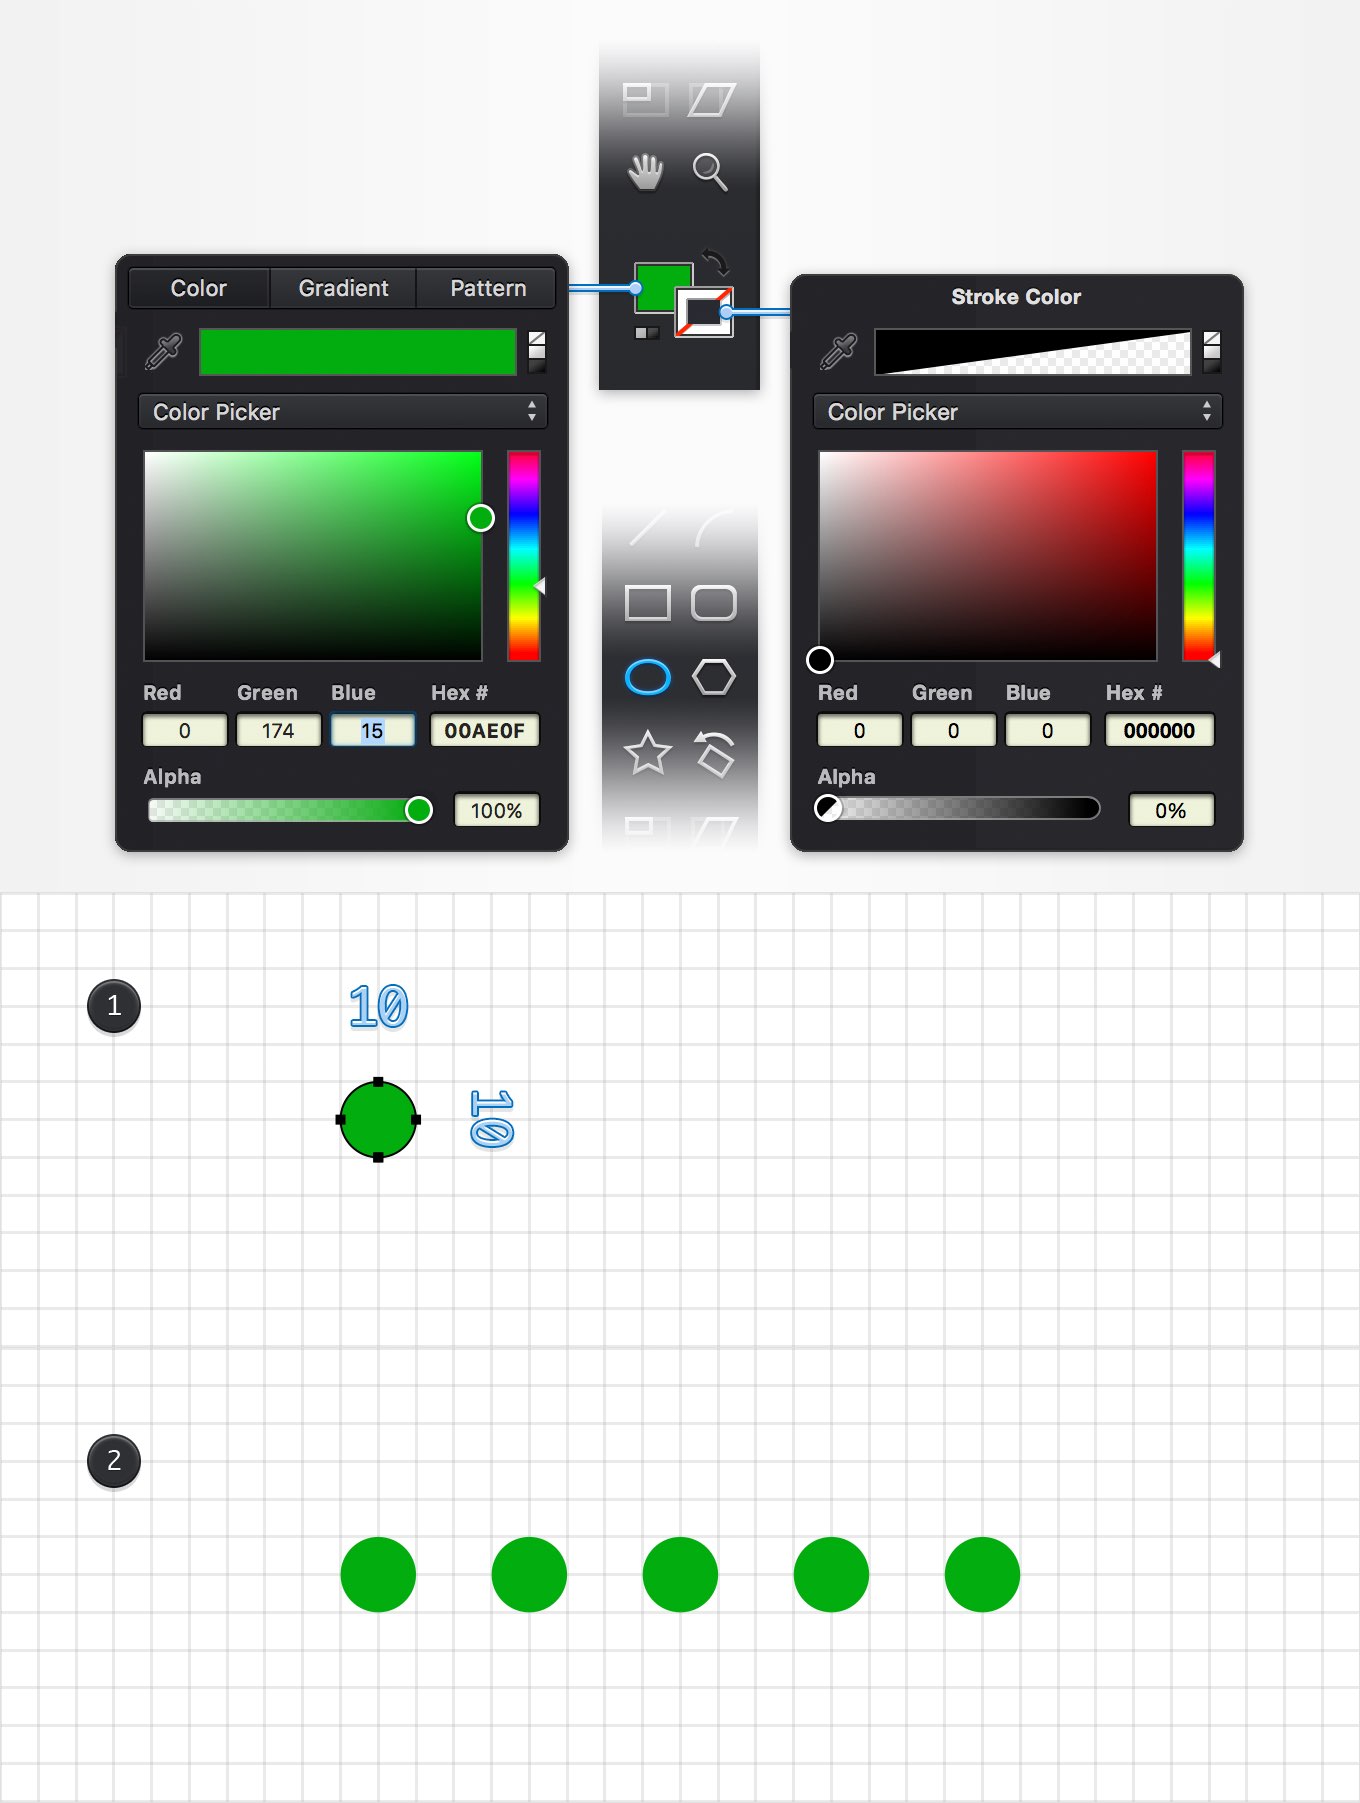 Color Gradient Pattern
Stroke Color
Color Picker
Color Picker
Red Green Blue Hex #
0 174 15 00AE0F
Alpha
100%
Red Green Blue Hex #
0 0 0 000000
Alpha
0%
1
10
10
2